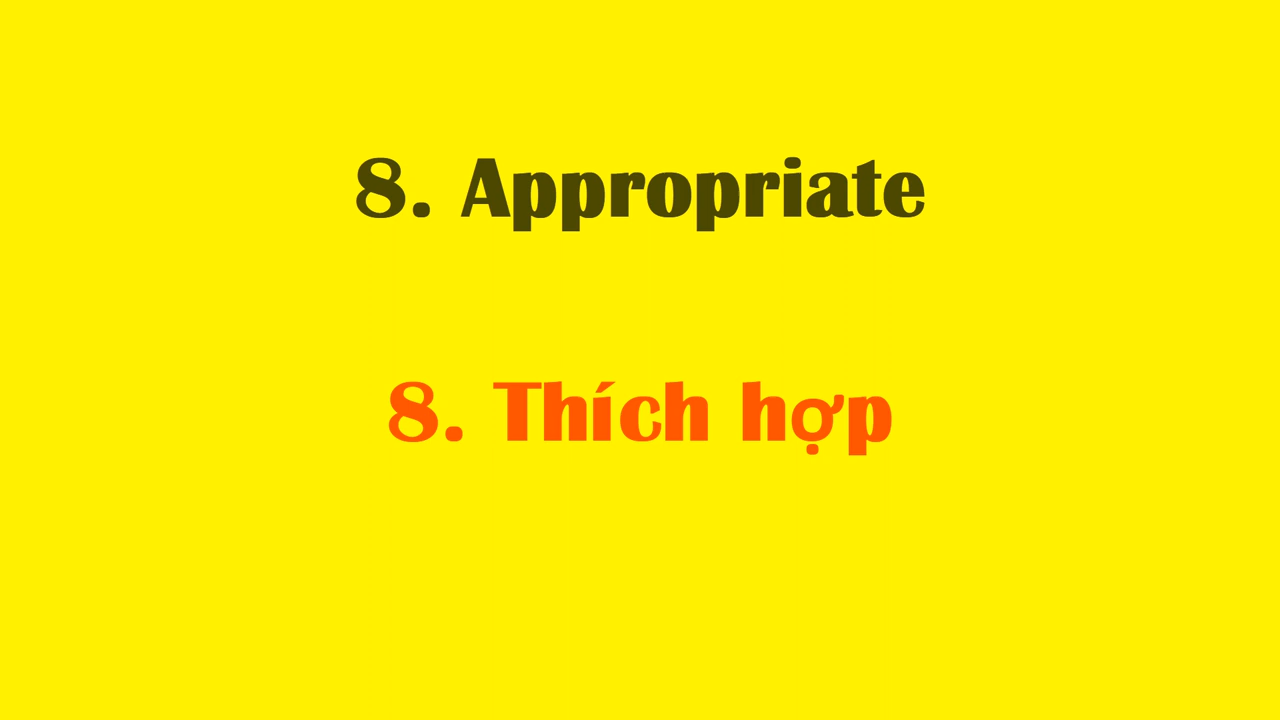 8. Appropriate
8. Thích hợp